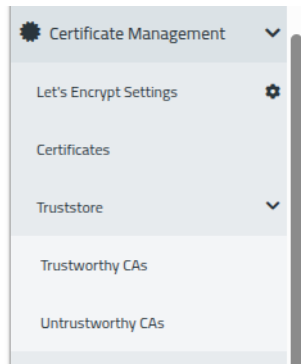 Certificate Management
Let's Encrypt Settings
Certificates
Truststore
Trustworthy CAs
Untrustworthy CAs